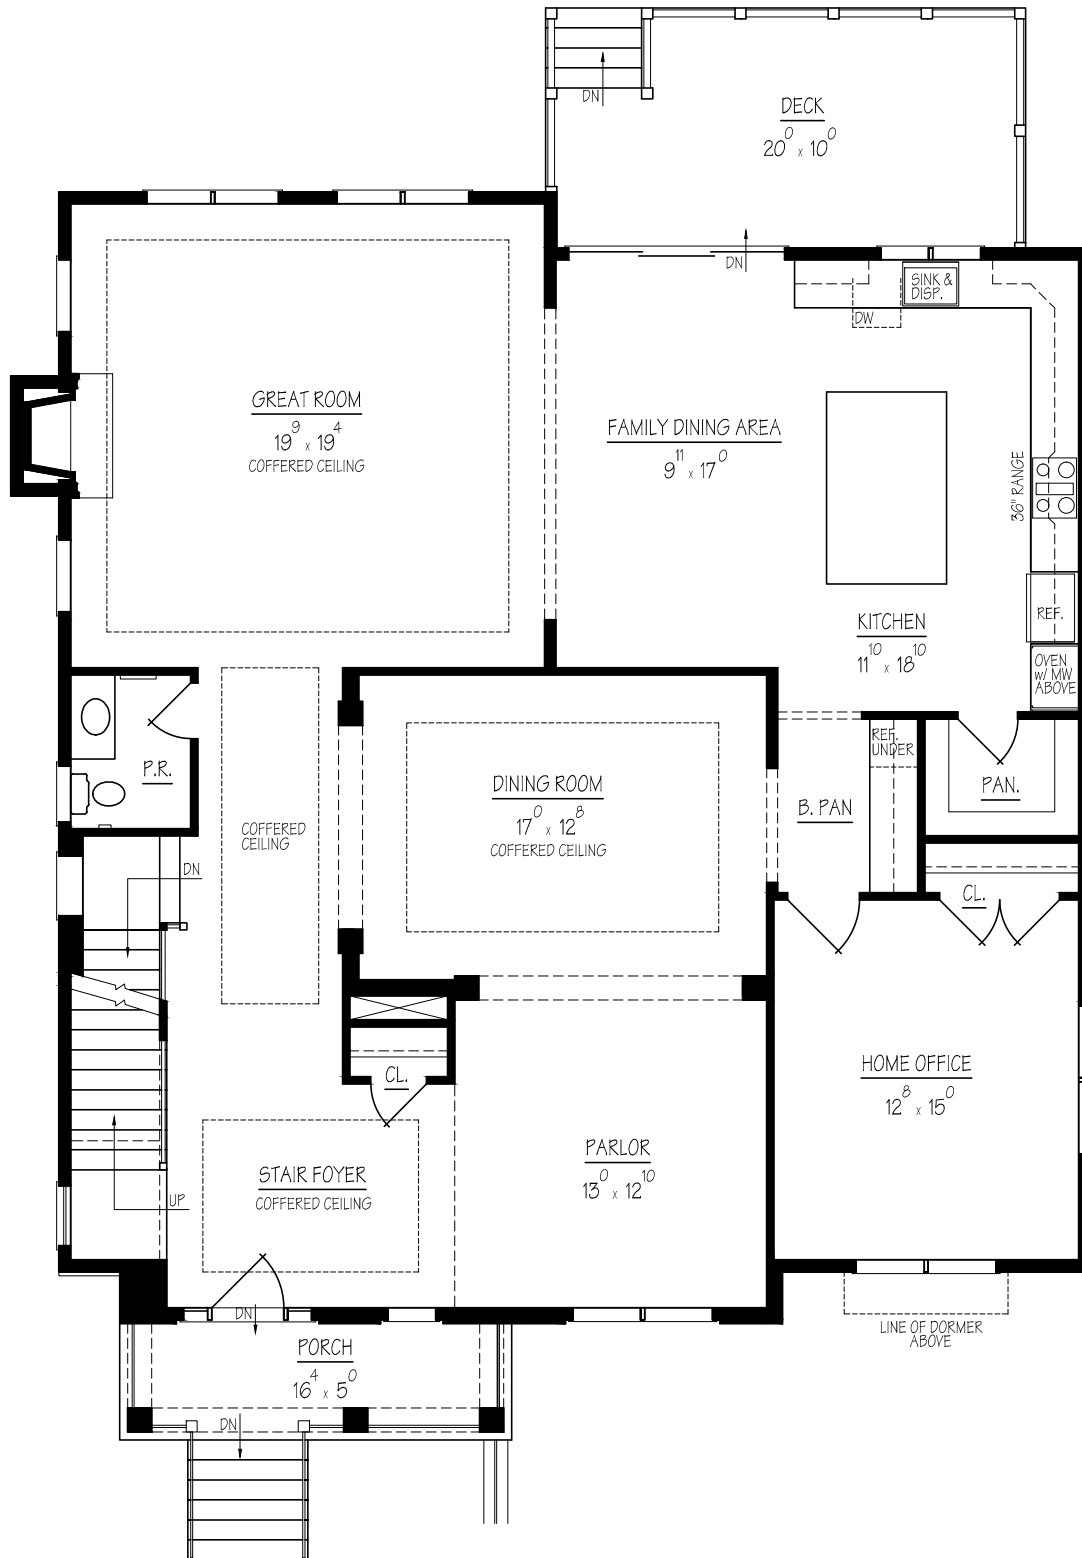 DN
DECK
20⁰ x 10⁰
DN
SINK &
DISP.
DW
GREAT ROOM
19⁹ x 19⁴
COFFERED CEILING
FAMILY DINING AREA
9¹¹ x 17⁰
36" RANGE
KITCHEN
11¹⁰ x 18¹⁰
REF.
OVEN
w/ MW
ABOVE
P.R.
COFFERED
CEILING
DINING ROOM
17⁰ x 12⁸
COFFERED CEILING
REF.
UNDER
B. PAN
PAN.
DN
CL.
CL.
HOME OFFICE
12⁸ x 15⁰
STAIR FOYER
COFFERED CEILING
PARLOR
13⁰ x 12¹⁰
UP
DN
LINE OF DORMER
ABOVE
PORCH
16⁴ x 5⁰
DN